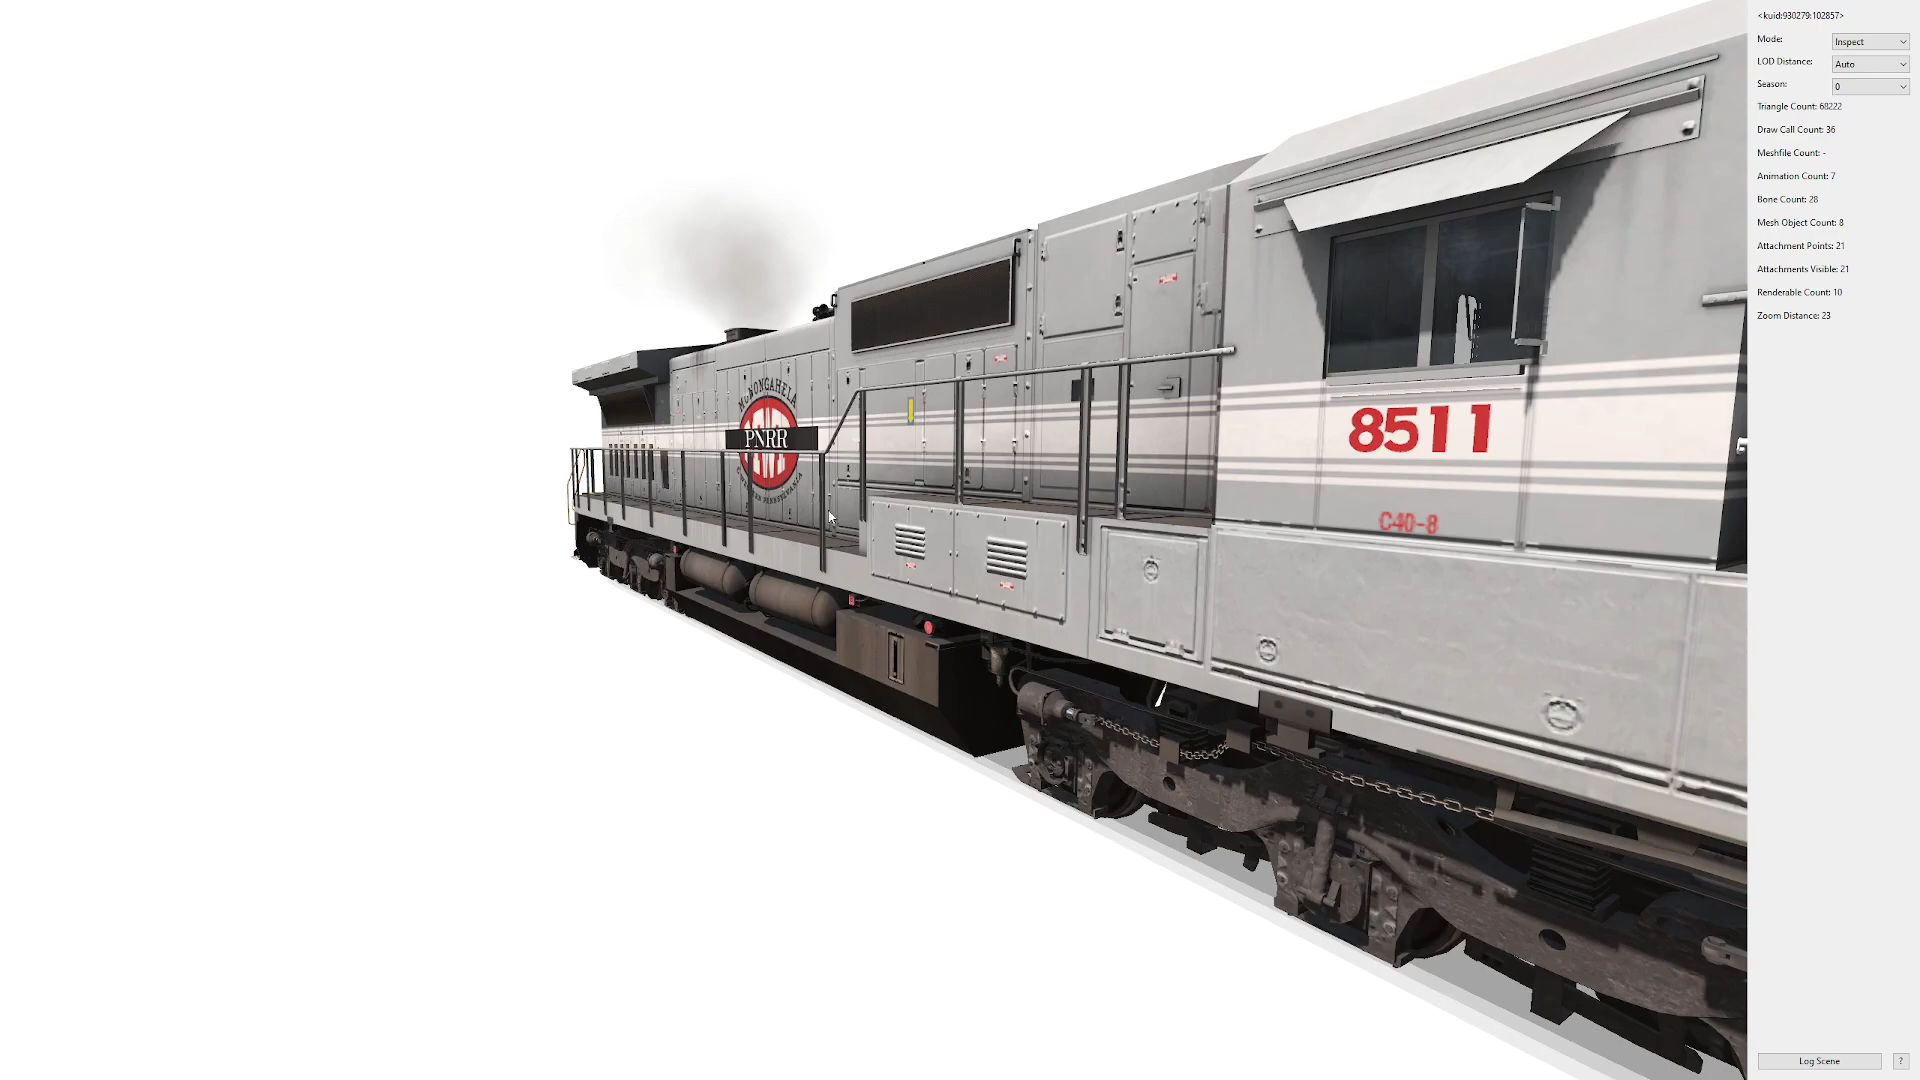 <kuid:930279:102857>
Mode:
Inspect
LOD Distance:
Auto
Season:
0
Triangle Count: 68222
Draw Call Count: 36
Meshfile Count: -
Animation Count: 7
Bone Count: 28
Mesh Object Count: 8
Attachment Points: 21
Attachments Visible: 21
Renderable Count: 10
Zoom Distance: 23
MONONGAHELA
PNRR
PENNSYLVANIA
8511
C40-8
Log Scene
?